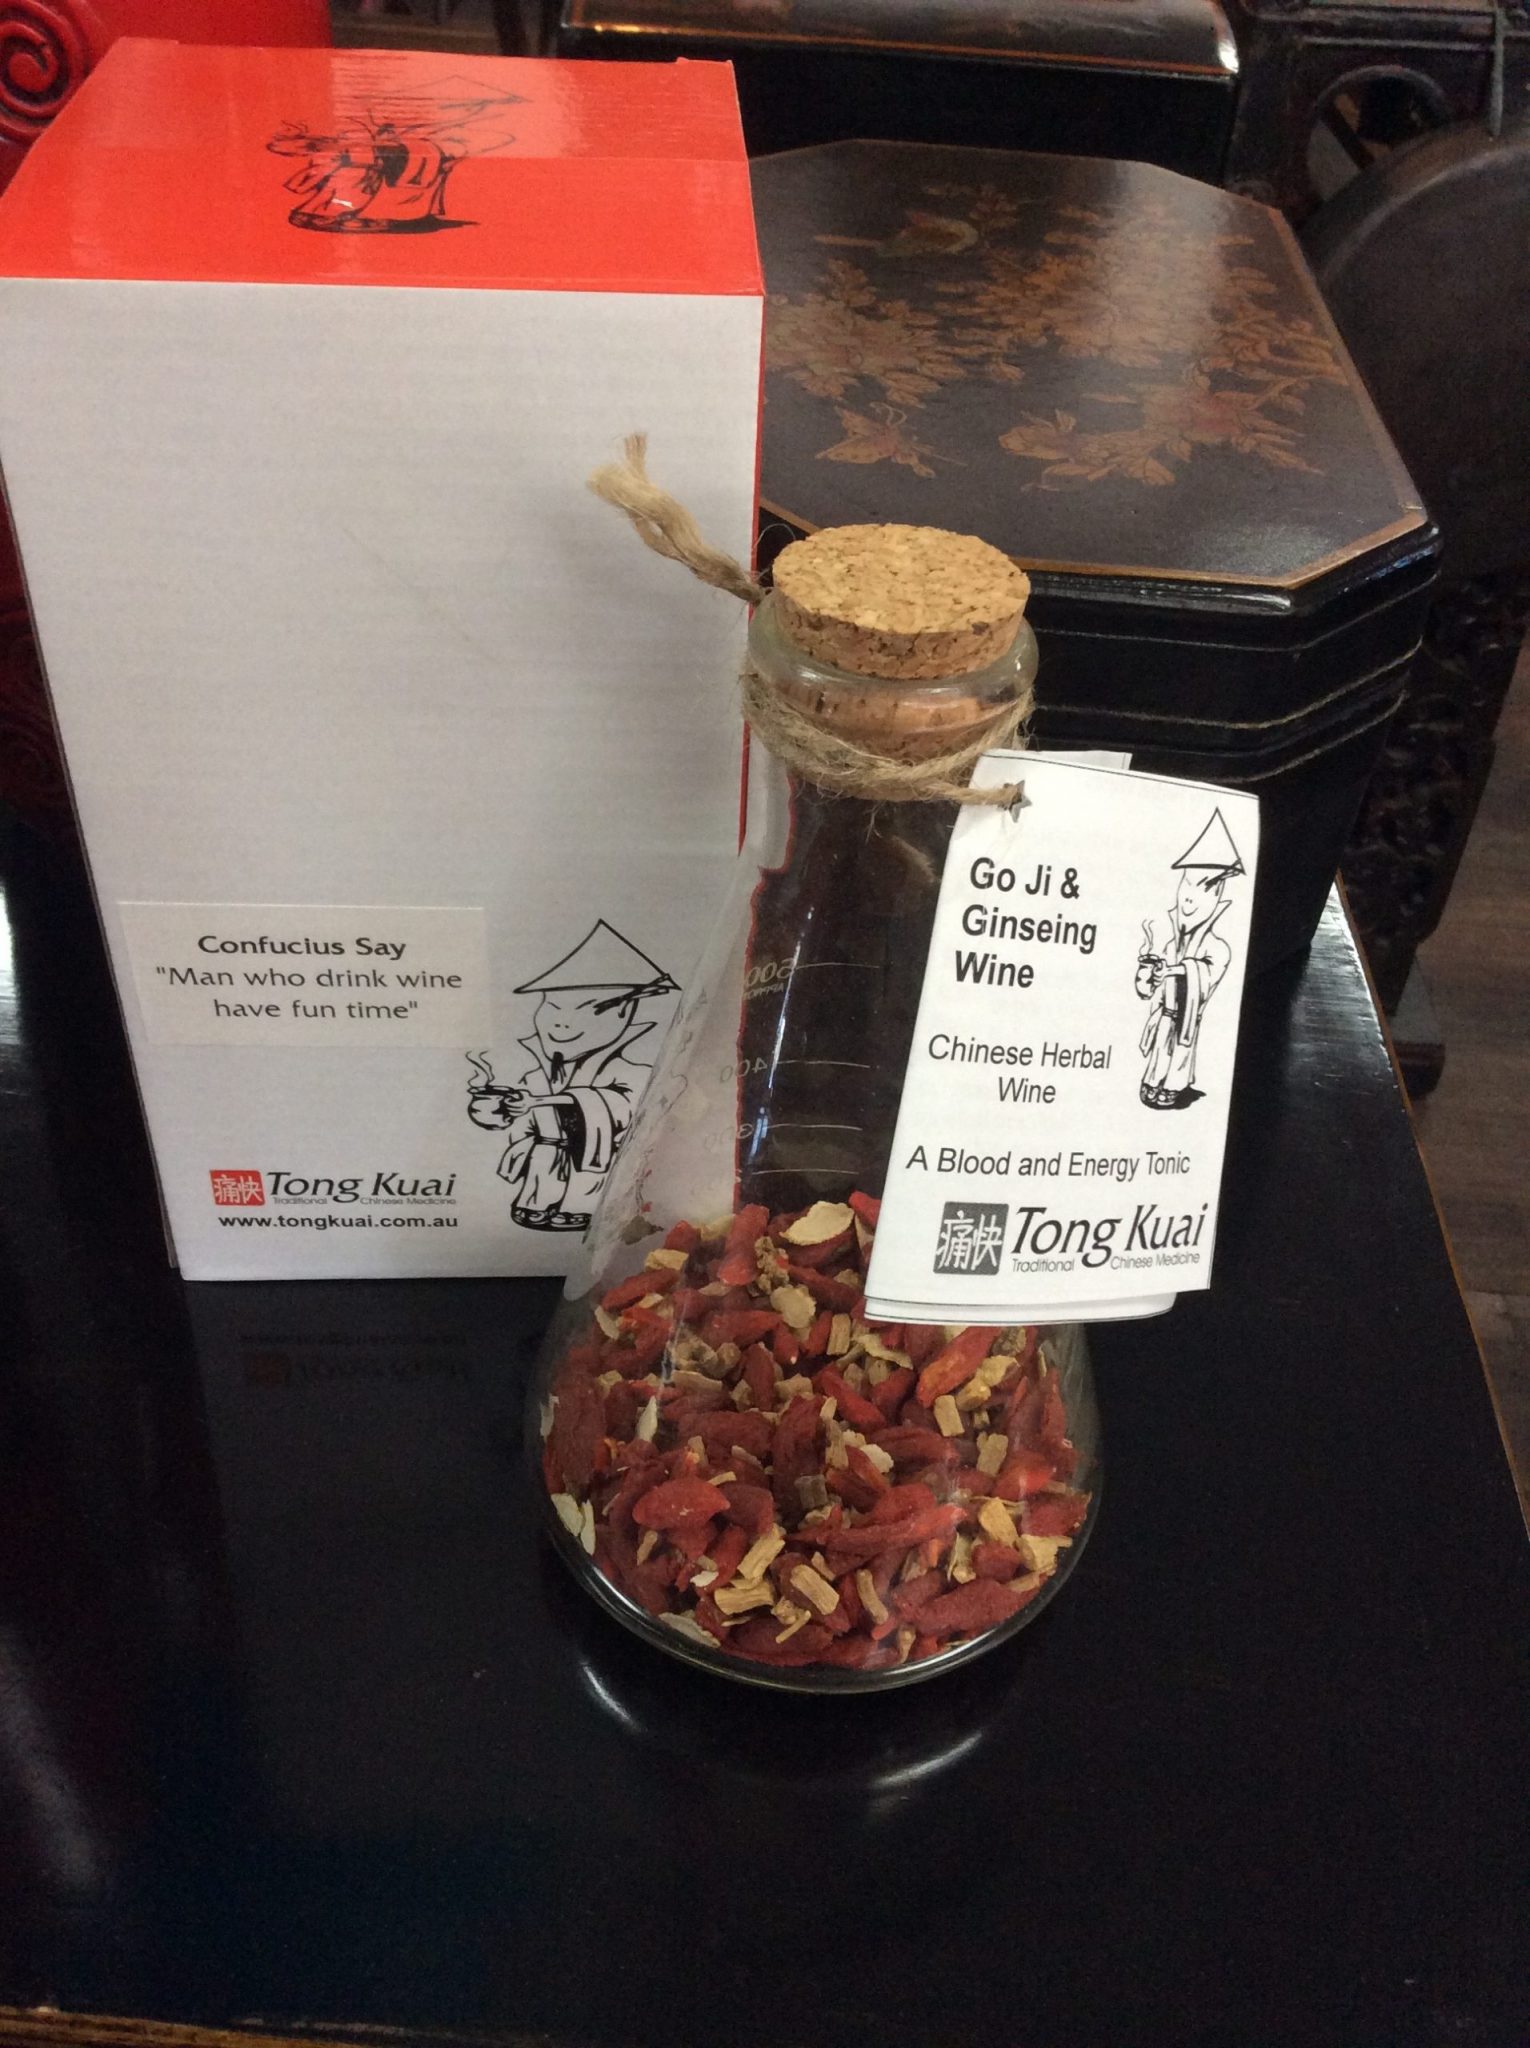 Confucius Say
"Man who drink wine
have fun time"
痛快 Tong Kuai
Traditional Chinese Medicine
www.tongkuai.com.au
Go Ji &
Ginseing
Wine
Chinese Herbal
Wine
A Blood and Energy Tonic
痛快 Tong Kuai
Traditional Chinese Medicine
500
APPROX
400
300